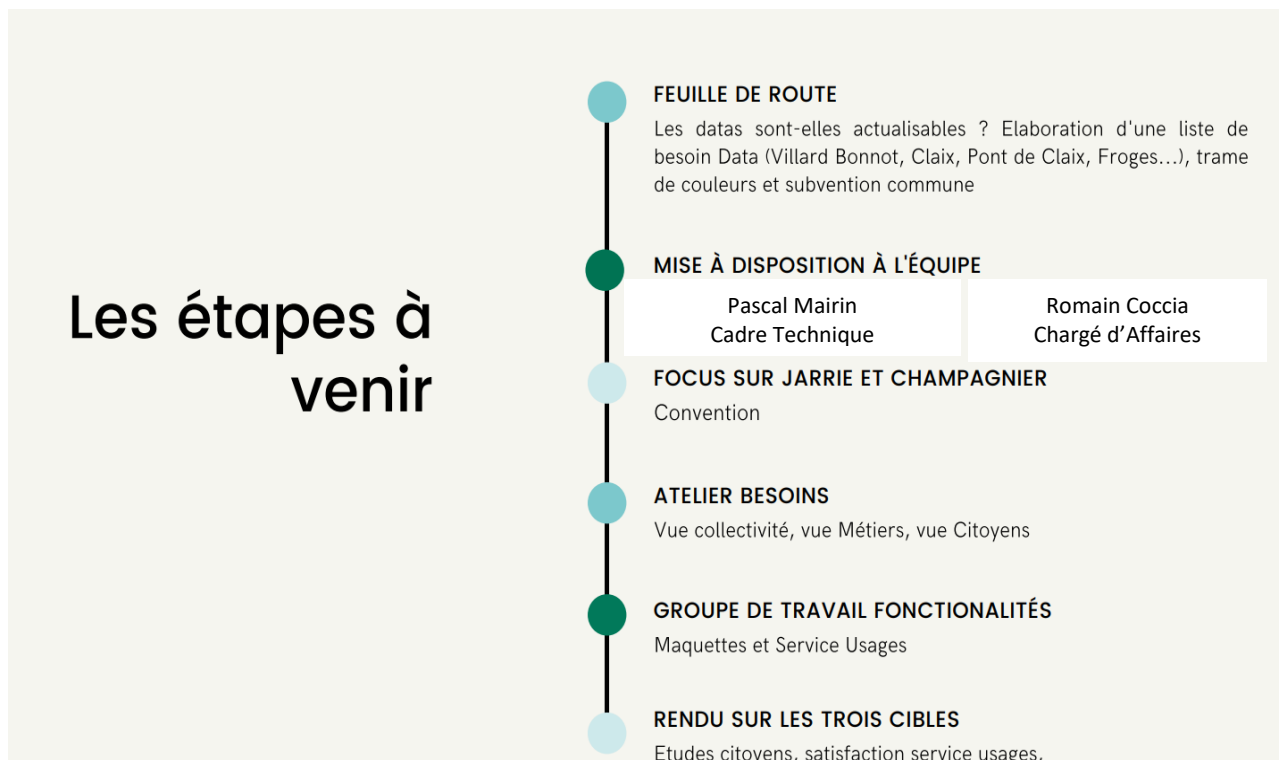 Les étapes à
venir
FEUILLE DE ROUTE
Les datas sont-elles actualisables ? Elaboration d'une liste de
besoin Data (Villard Bonnot, Claix, Pont de Claix, Froges...), trame
de couleurs et subvention commune
MISE À DISPOSITION À L'ÉQUIPE
Pascal Mairin
Cadre Technique
Romain Coccia
Chargé d’Affaires
FOCUS SUR JARRIE ET CHAMPAGNIER
Convention
ATELIER BESOINS
Vue collectivité, vue Métiers, vue Citoyens
GROUPE DE TRAVAIL FONCTIONALITÉS
Maquettes et Service Usages
RENDU SUR LES TROIS CIBLES
Etudes citoyens, satisfaction service usages,